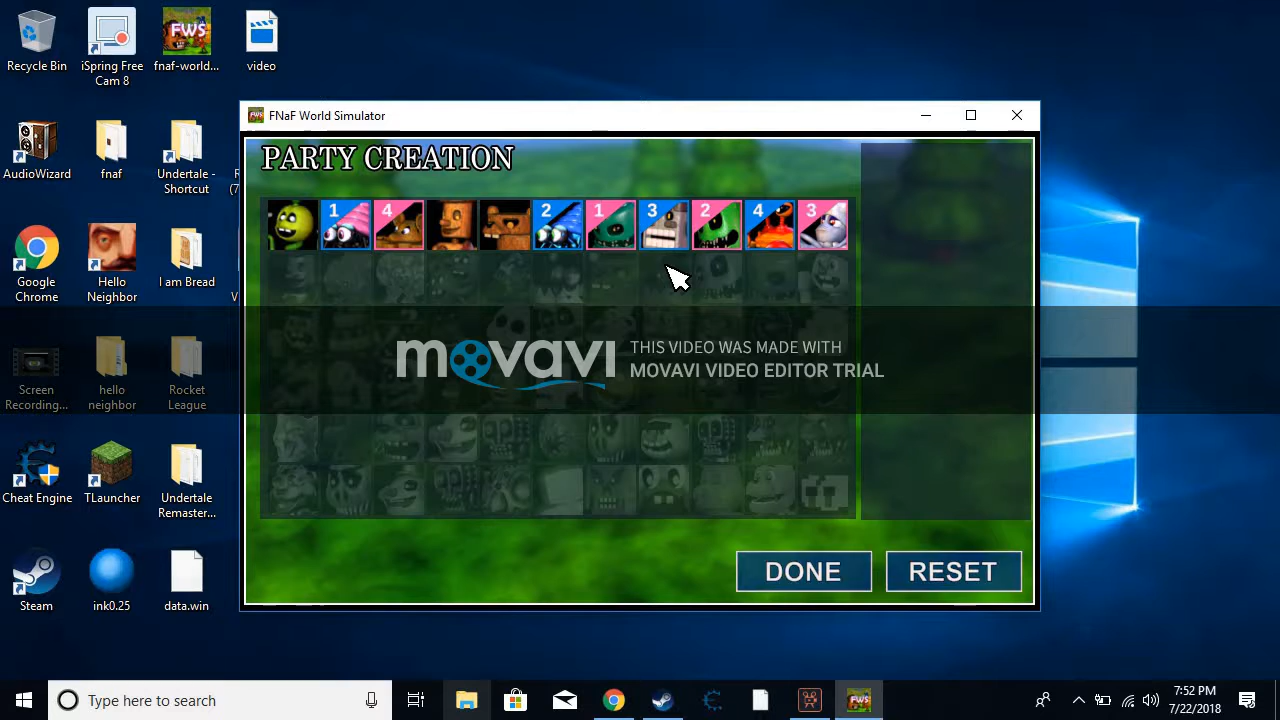 Recycle Bin
iSpring Free
Cam 8
fnaf-world...
video
FWS
FNaF World Simulator
PARTY CREATION
1 4 2 1 3 2 4 3
AudioWizard
fnaf
Undertale -
Shortcut
(7
Google
Chrome
Hello
Neighbor
I am Bread
V
Screen
Recording...
hello
neighbor
Rocket
League
movavi
THIS VIDEO WAS MADE WITH
MOVAVI VIDEO EDITOR TRIAL
Cheat Engine
TLauncher
Undertale
Remaster...
DONE
RESET
Steam
ink0.25
data.win
Type here to search
7:52 PM
7/22/2018